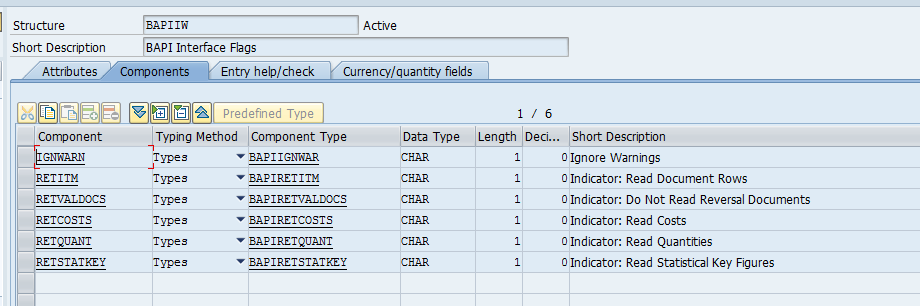 Structure BAPIIW Active
Short Description BAPI Interface Flags
Attributes Components Entry help/check Currency/quantity fields
Predefined Type 1 / 6
Component Typing Method Component Type Data Type Length Deci... Short Description
IGNWARN Types BAPIIGNWAR CHAR 1 0 Ignore Warnings
RETITM Types BAPIRETITM CHAR 1 0 Indicator: Read Document Rows
RETVALDOCS Types BAPIRETVALDOCS CHAR 1 0 Indicator: Do Not Read Reversal Documents
RETCOSTS Types BAPIRETCOSTS CHAR 1 0 Indicator: Read Costs
RETQUANT Types BAPIRETQUANT CHAR 1 0 Indicator: Read Quantities
RETSTATKEY Types BAPIRETSTATKEY CHAR 1 0 Indicator: Read Statistical Key Figures